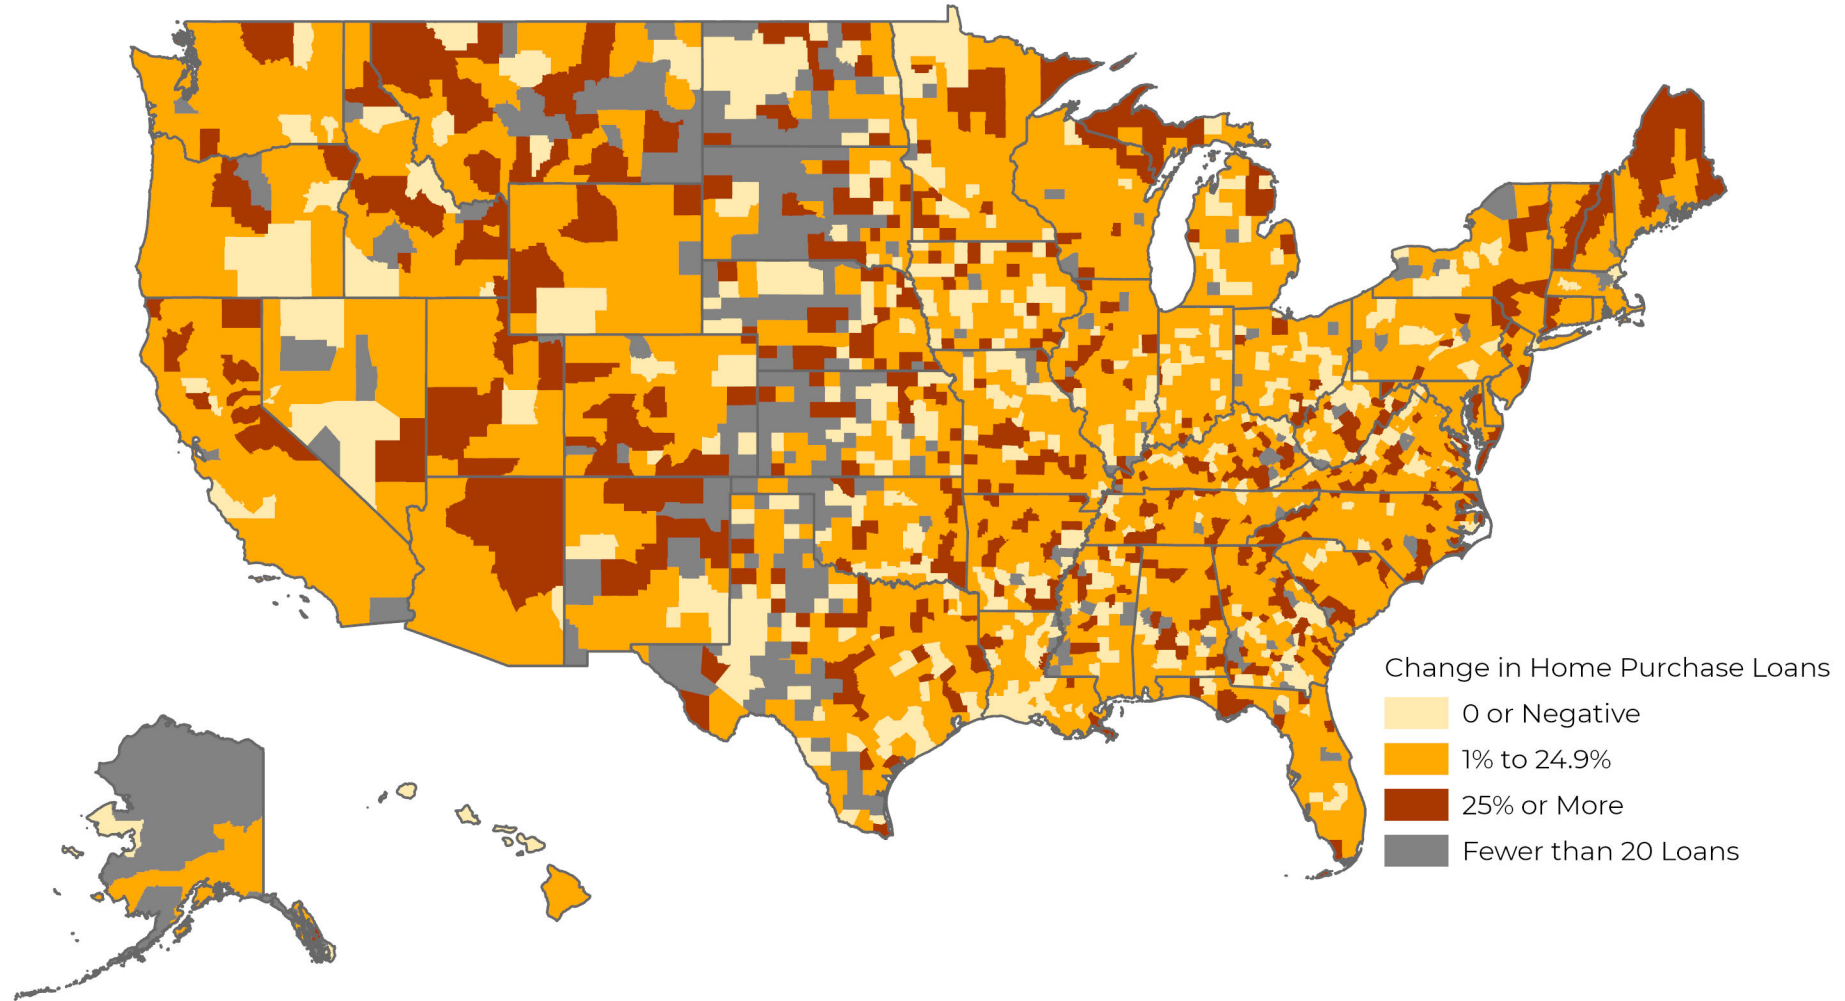 Change in Home Purchase Loans
0 or Negative
1% to 24.9%
25% or More
Fewer than 20 Loans